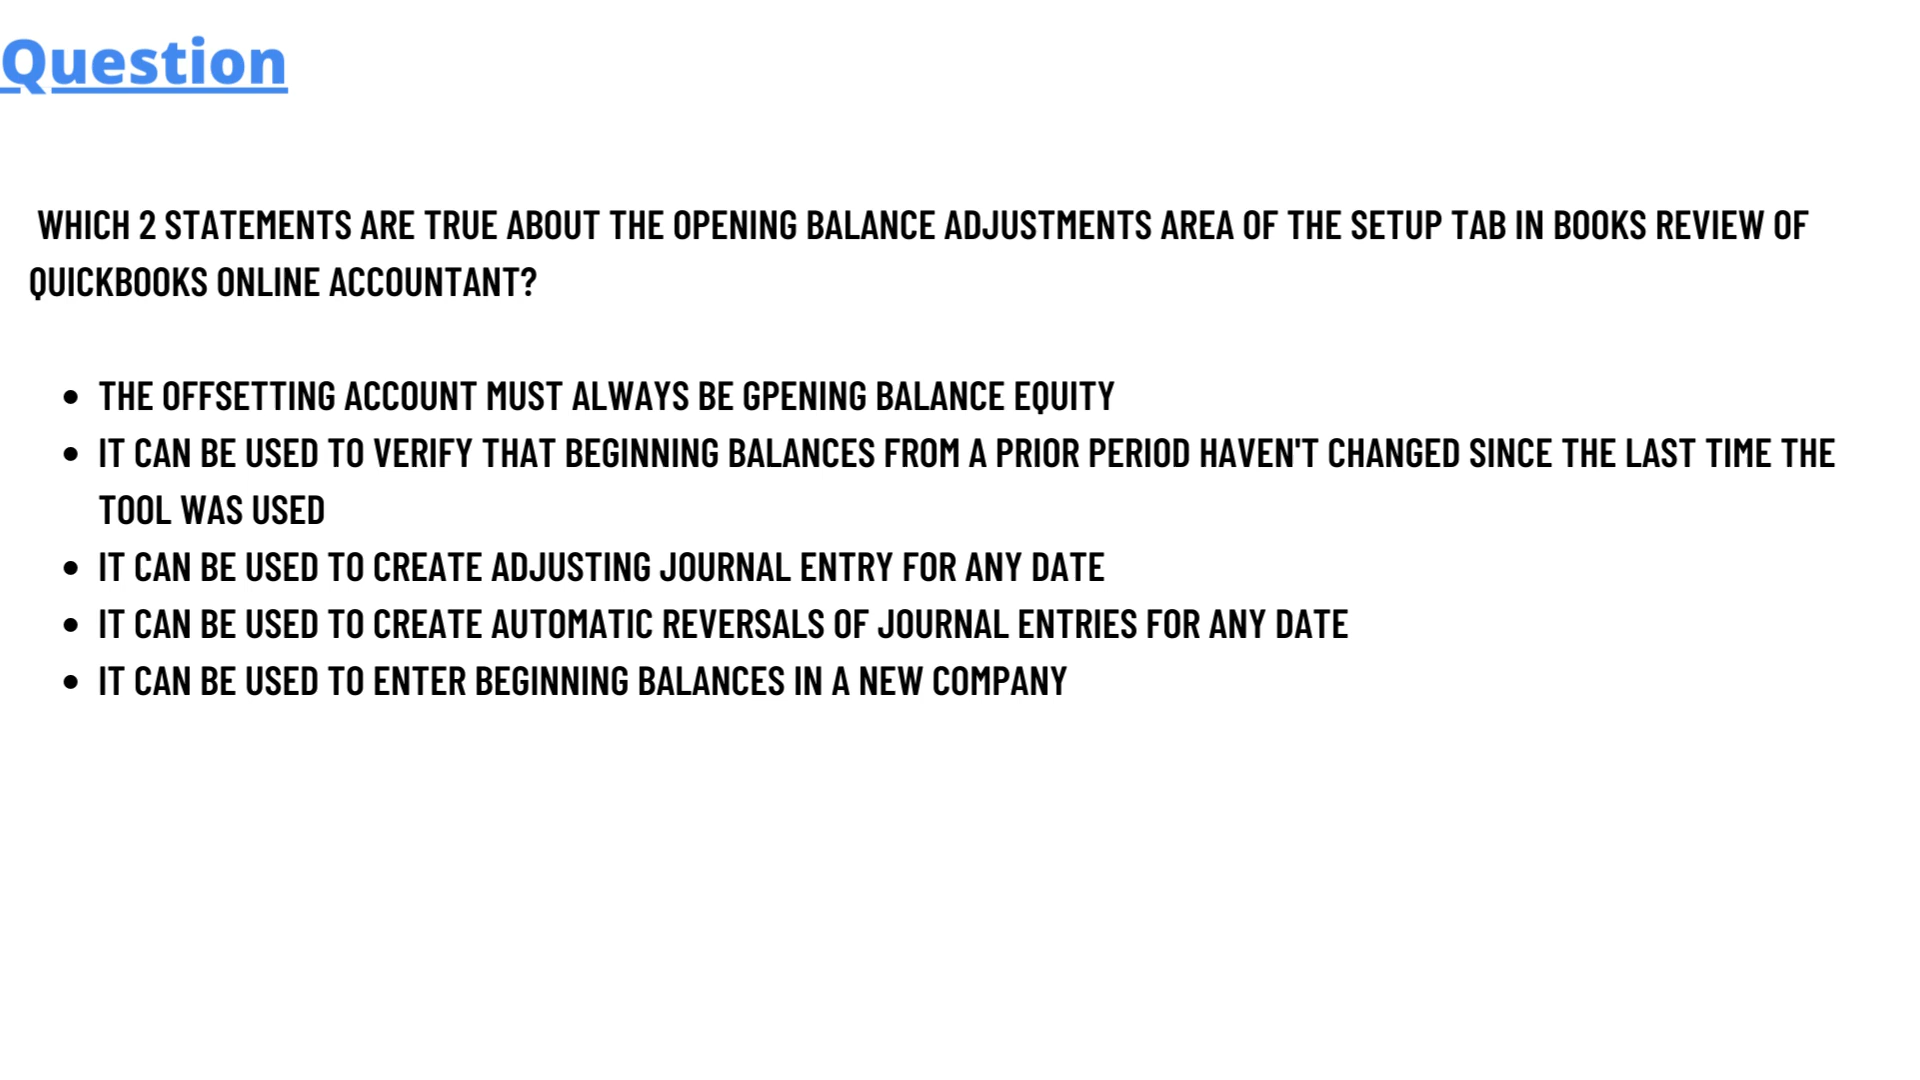 Question
WHICH 2 STATEMENTS ARE TRUE ABOUT THE OPENING BALANCE ADJUSTMENTS AREA OF THE SETUP TAB IN BOOKS REVIEW OF
QUICKBOOKS ONLINE ACCOUNTANT?
• THE OFFSETTING ACCOUNT MUST ALWAYS BE GPENING BALANCE EQUITY
• IT CAN BE USED TO VERIFY THAT BEGINNING BALANCES FROM A PRIOR PERIOD HAVEN'T CHANGED SINCE THE LAST TIME THE
TOOL WAS USED
• IT CAN BE USED TO CREATE ADJUSTING JOURNAL ENTRY FOR ANY DATE
• IT CAN BE USED TO CREATE AUTOMATIC REVERSALS OF JOURNAL ENTRIES FOR ANY DATE
• IT CAN BE USED TO ENTER BEGINNING BALANCES IN A NEW COMPANY